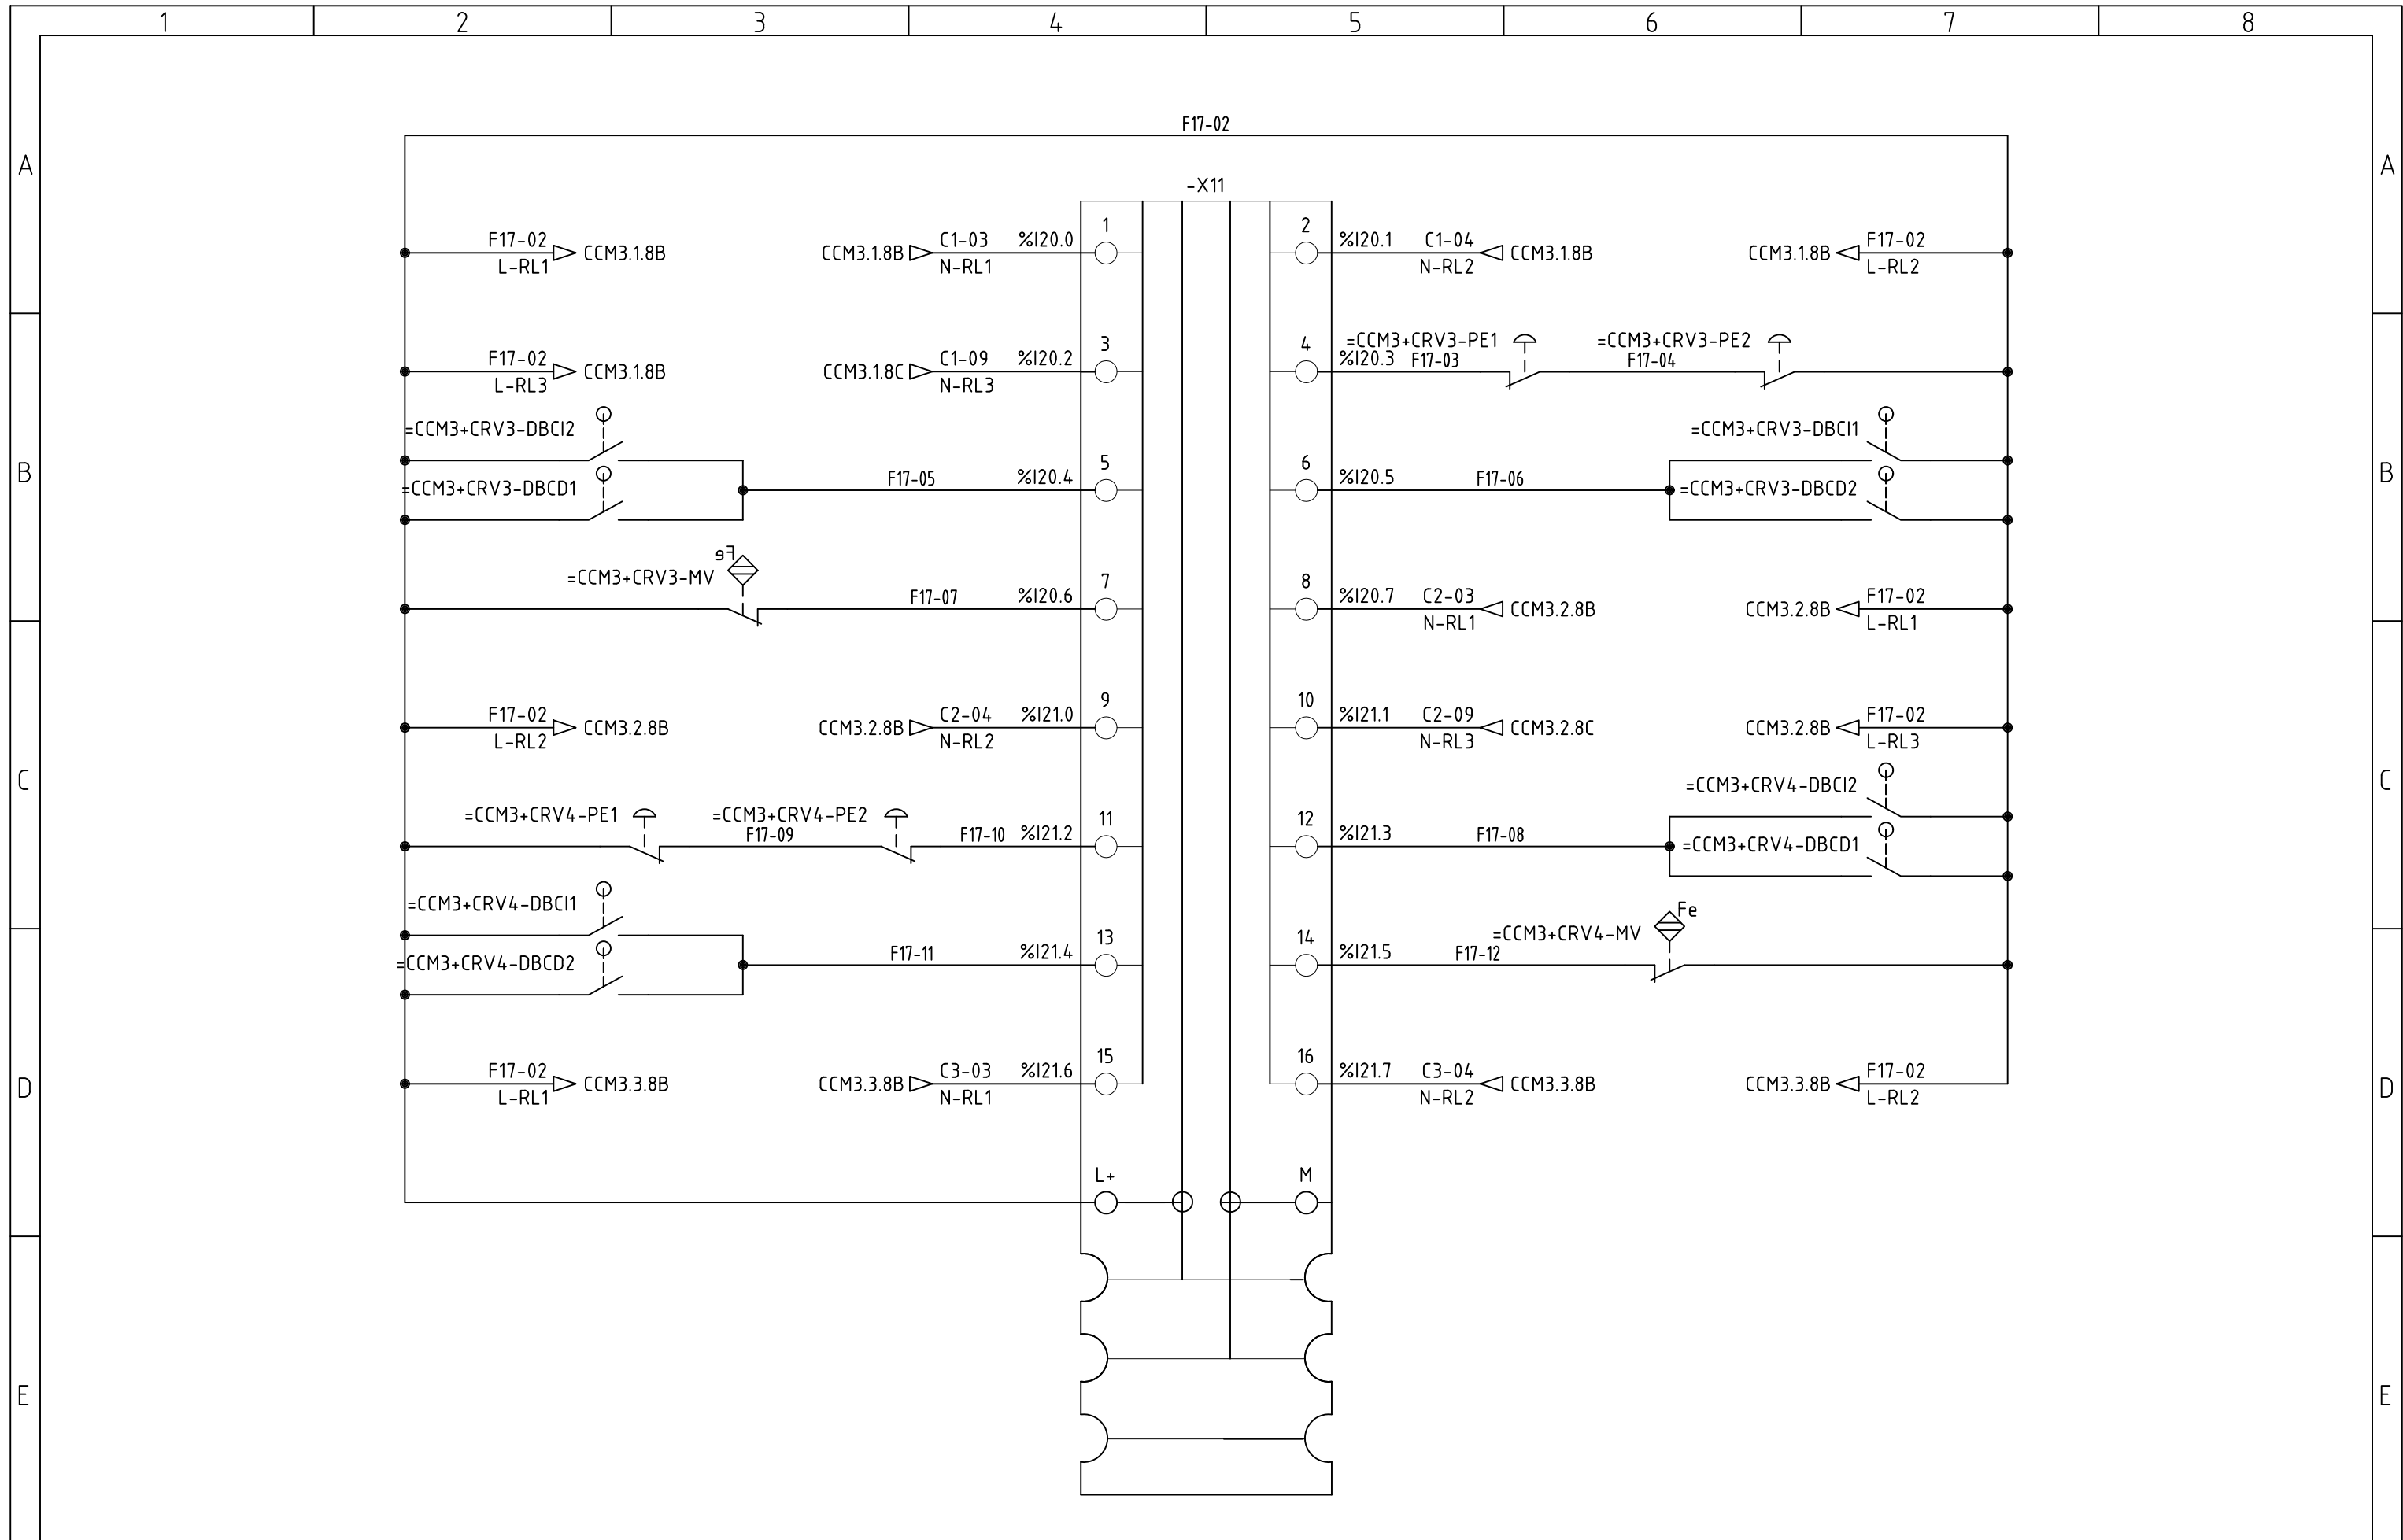 1 2 3 4 5 6 7 8
F17-02
A A
-X11
1 2
F17-02 CCM3.1.8B CCM3.1.8B C1-03 %I20.0 %I20.1 C1-04 CCM3.1.8B CCM3.1.8B F17-02
L-RL1 N-RL1 N-RL2 L-RL2
=CCM3+CRV3-PE1 =CCM3+CRV3-PE2
3 4
F17-02 CCM3.1.8B CCM3.1.8C C1-09 %I20.2 %I20.3 F17-03 F17-04
L-RL3 N-RL3
=CCM3+CRV3-DBCI2 =CCM3+CRV3-DBCI1
5 6
B B
F17-05 %I20.4 %I20.5 F17-06
=CCM3+CRV3-DBCD1 =CCM3+CRV3-DBCD2
Fe
=CCM3+CRV3-MV 7 8
F17-07 %I20.6 %I20.7 C2-03 CCM3.2.8B CCM3.2.8B F17-02
N-RL1 L-RL1
9 10
F17-02 CCM3.2.8B CCM3.2.8B C2-04 %I21.0 %I21.1 C2-09 CCM3.2.8C CCM3.2.8B F17-02
L-RL2 N-RL2 N-RL3 L-RL3
C C
=CCM3+CRV4-DBCI2
=CCM3+CRV4-PE1 =CCM3+CRV4-PE2 11 12
F17-09 F17-10 %I21.2 %I21.3 F17-08
=CCM3+CRV4-DBCD1
=CCM3+CRV4-DBCI1 Fe
13 14 =CCM3+CRV4-MV
F17-11 %I21.4 %I21.5 F17-12
=CCM3+CRV4-DBCD2
15 16
F17-02 CCM3.3.8B CCM3.3.8B C3-03 %I21.6 %I21.7 C3-04 CCM3.3.8B CCM3.3.8B F17-02
D D
L-RL1 N-RL1 N-RL2 L-RL2
L+ M
E E